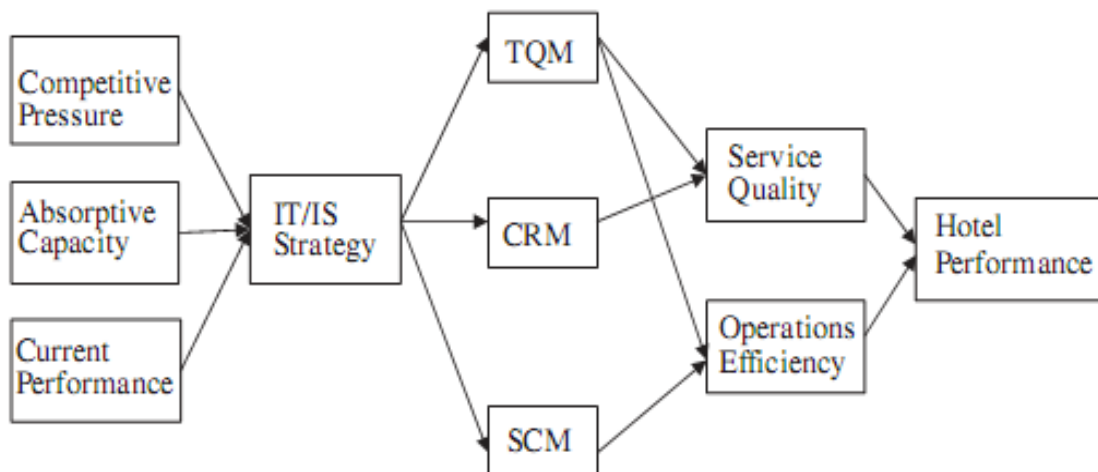 Competitive
Pressure
Absorptive
Capacity
Current
Performance
IT/IS
Strategy
TQM
CRM
SCM
Service
Quality
Operations
Efficiency
Hotel
Performance